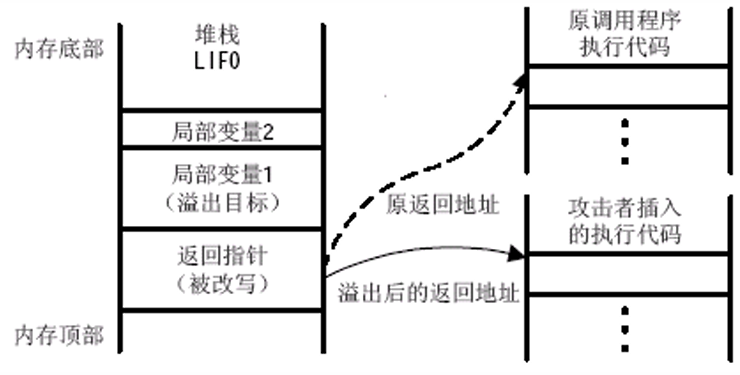 内存底部
堆栈
LIFO
局部变量2
局部变量1
（溢出目标）
返回指针
（被改写）
内存顶部
原返回地址
溢出后的返回地址
原调用程序
执行代码
攻击者插入
的执行代码